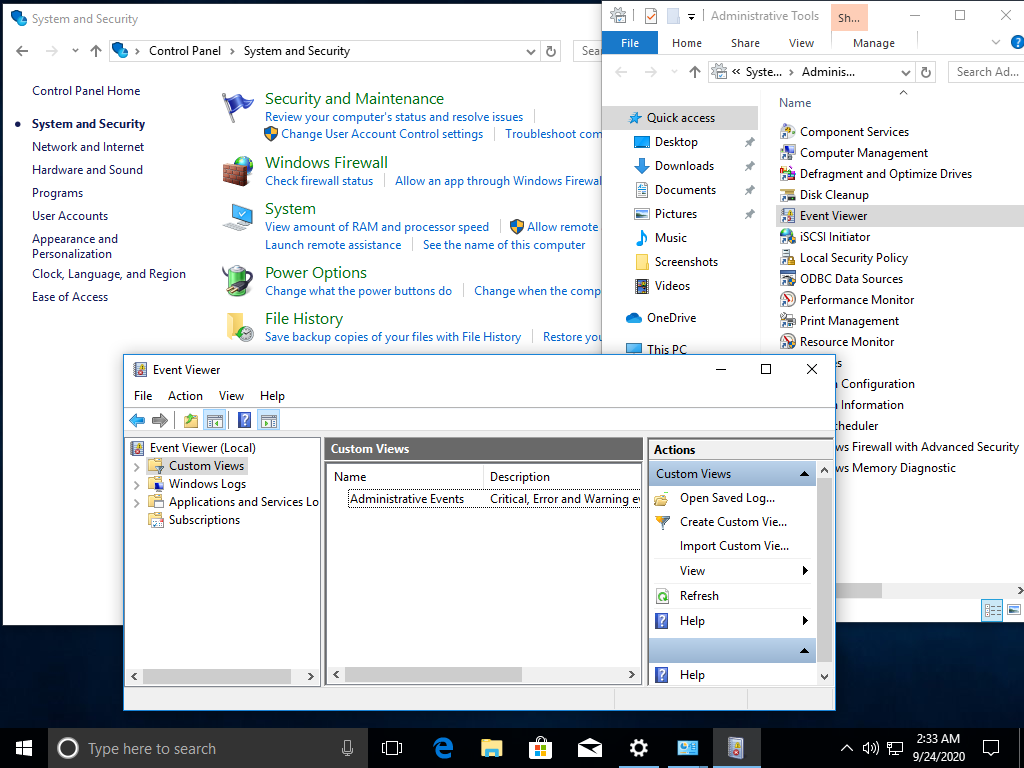 System and Security
Control Panel
System and Security
Sea
Control Panel Home
System and Security
Network and Internet
Hardware and Sound
Programs
User Accounts
Appearance and
Personalization
Clock, Language, and Region
Ease of Access
Security and Maintenance
Review your computer's status and resolve issues
Change User Account Control settings
Troubleshoot com
Windows Firewall
Check firewall status
Allow an app through Windows Firewal
System
View amount of RAM and processor speed
Allow remote
Launch remote assistance
See the name of this computer
Power Options
Change what the power buttons do
Change when the comp
File History
Save backup copies of your files with File History
Restore you
Administrative Tools
Sh...
File
Home
Share
View
Manage
« Syste...
Adminis...
Search Ad...
Quick access
Desktop
Downloads
Documents
Pictures
Music
Screenshots
Videos
OneDrive
This PC
Name
Component Services
Computer Management
Defragment and Optimize Drives
Disk Cleanup
Event Viewer
iSCSI Initiator
Local Security Policy
ODBC Data Sources
Performance Monitor
Print Management
Resource Monitor
es
Configuration
Information
cheduler
ws Firewall with Advanced Security
ws Memory Diagnostic
Event Viewer
File
Action
View
Help
Event Viewer (Local)
Custom Views
Windows Logs
Applications and Services Lo
Subscriptions
Custom Views
Name
Description
Administrative Events
Critical, Error and Warning ev
Actions
Custom Views
Open Saved Log...
Create Custom Vie...
Import Custom Vie...
View
Refresh
Help
Help
Type here to search
2:33 AM
9/24/2020